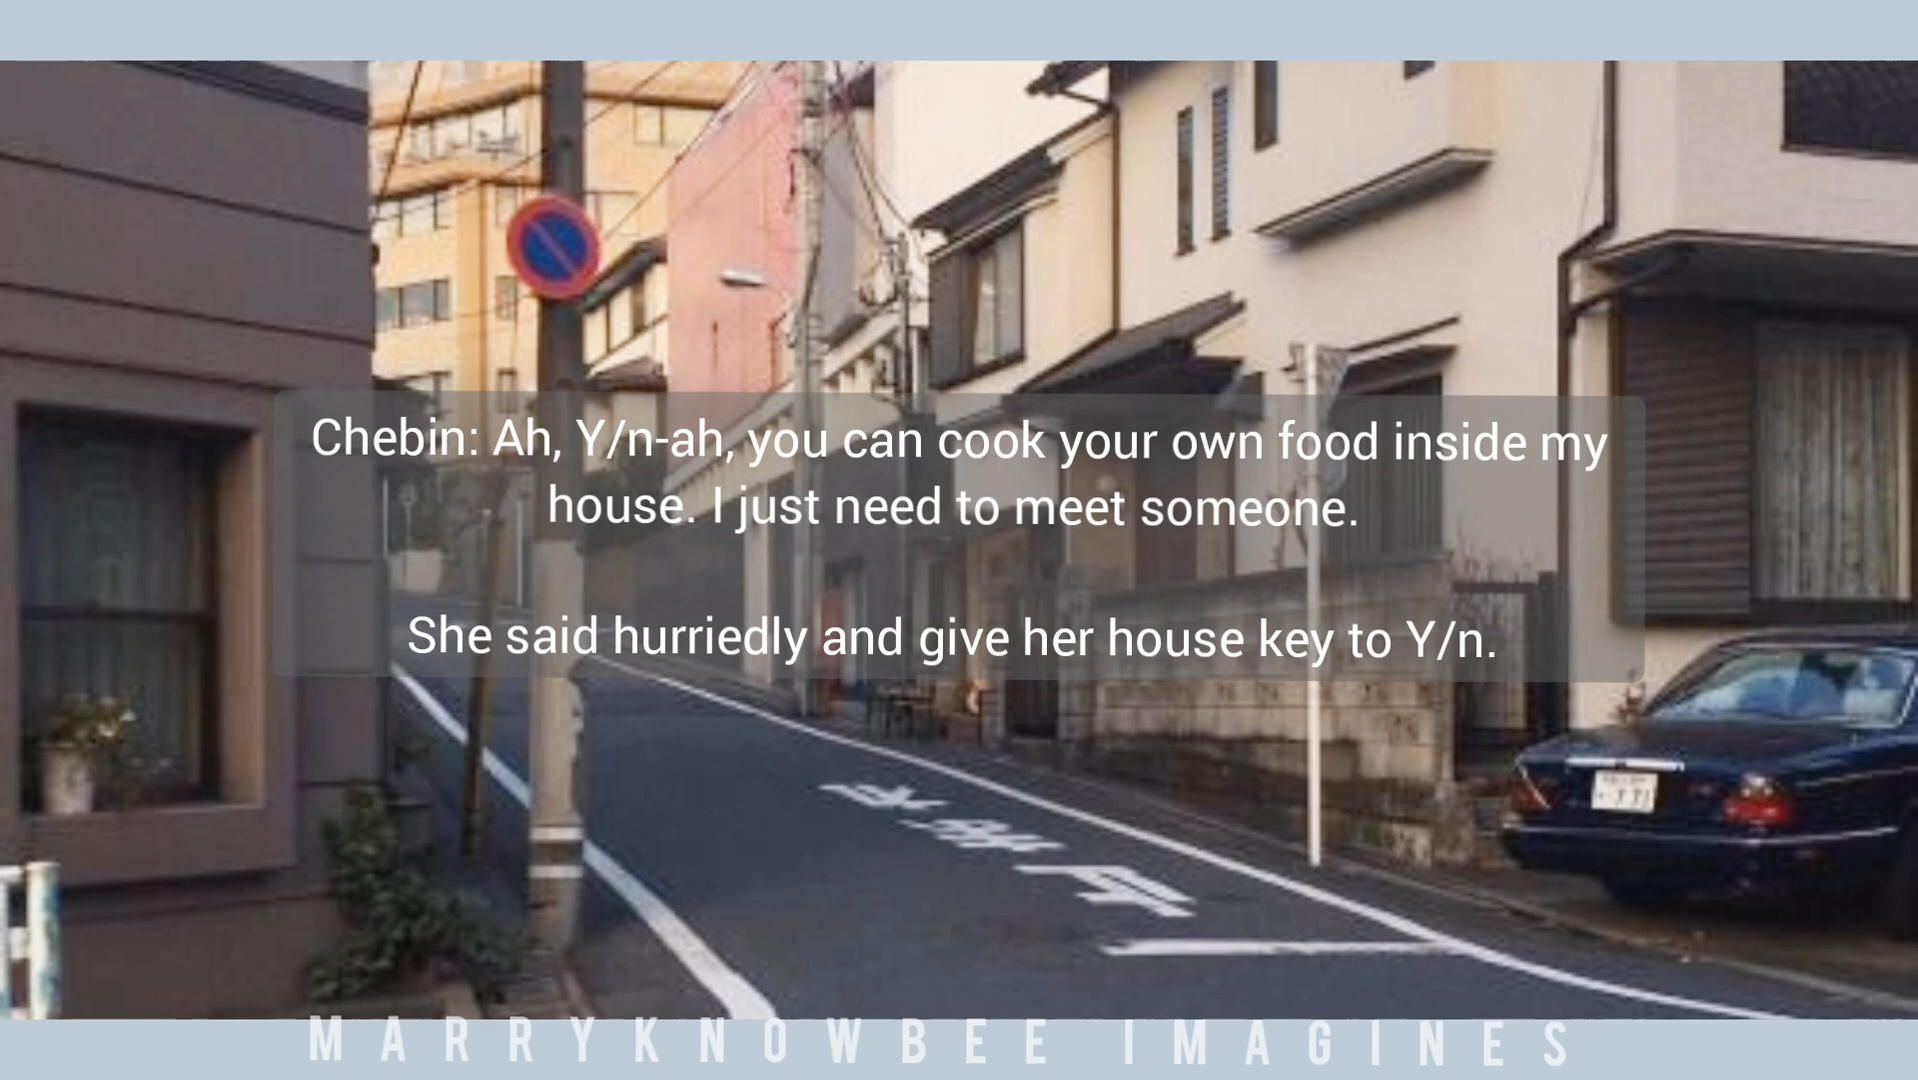 Chebin: Ah, Y/n-ah, you can cook your own food inside my
house. I just need to meet someone.
She said hurriedly and give her house key to Y/n.
MARRYKNOWBEE IMAGINES